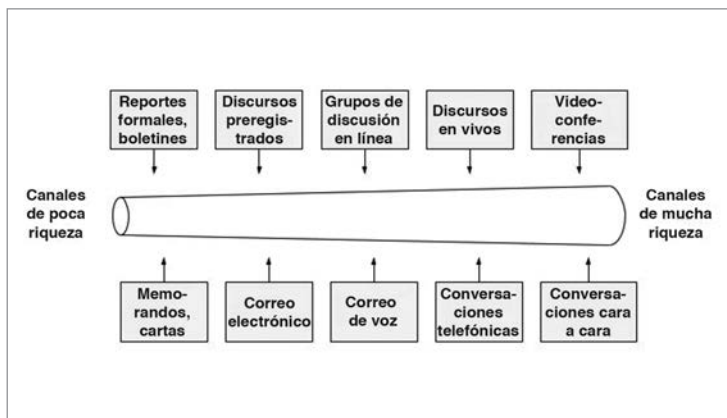 Reportes
formales,
boletines
Discursos
preregis-
trados
Grupos de
discusión
en línea
Discursos
en vivos
Video-
confe-
rencias
Canales
de poca
riqueza
Canales
de mucha
riqueza
Memo-
randos,
cartas
Correo
electrónico
Correo
de voz
Conversa-
ciones
telefónicas
Conversa-
ciones cara
a cara